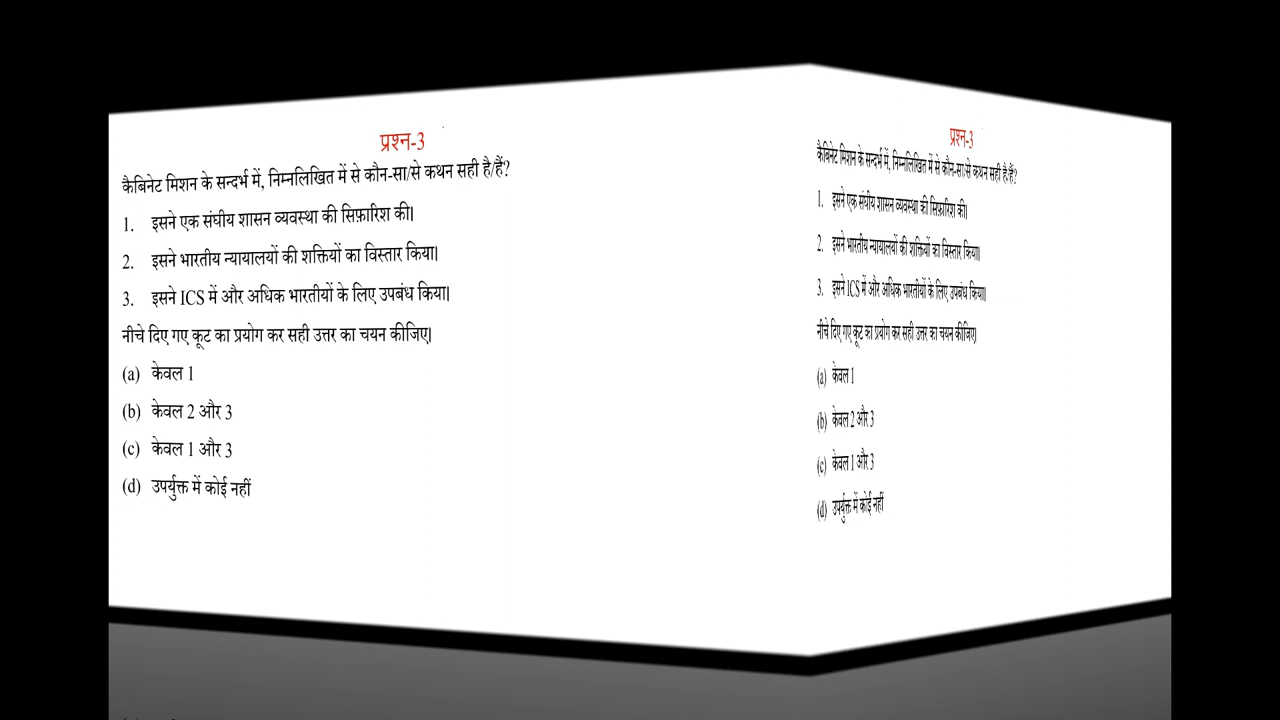 प्रश्न-3
कैबिनेट मिशन के सन्दर्भ में, निम्नलिखित में से कौन-सा/से कथन सही है/हैं?
1. इसने एक संघीय शासन व्यवस्था की सिफ़ारिश की।
2. इसने भारतीय न्यायालयों की शक्तियों का विस्तार किया।
3. इसने ICS में और अधिक भारतीयों के लिए उपबंध किया।
नीचे दिए गए कूट का प्रयोग कर सही उत्तर का चयन कीजिए।
(a) केवल 1
(b) केवल 2 और 3
(c) केवल 1 और 3
(d) उपर्युक्त में कोई नहीं
प्रश्न-3
कैबिनेट मिशन के सन्दर्भ में, निम्नलिखित में से कौन-सा/से कथन सही है/हैं?
1. इसने एक संघीय शासन व्यवस्था की सिफ़ारिश की।
2. इसने भारतीय न्यायालयों की शक्तियों का विस्तार किया।
3. इसने ICS में और अधिक भारतीयों के लिए उपबंध किया।
नीचे दिए गए कूट का प्रयोग कर सही उत्तर का चयन कीजिए।
(a) केवल 1
(b) केवल 2 और 3
(c) केवल 1 और 3
(d) उपर्युक्त में कोई नहीं